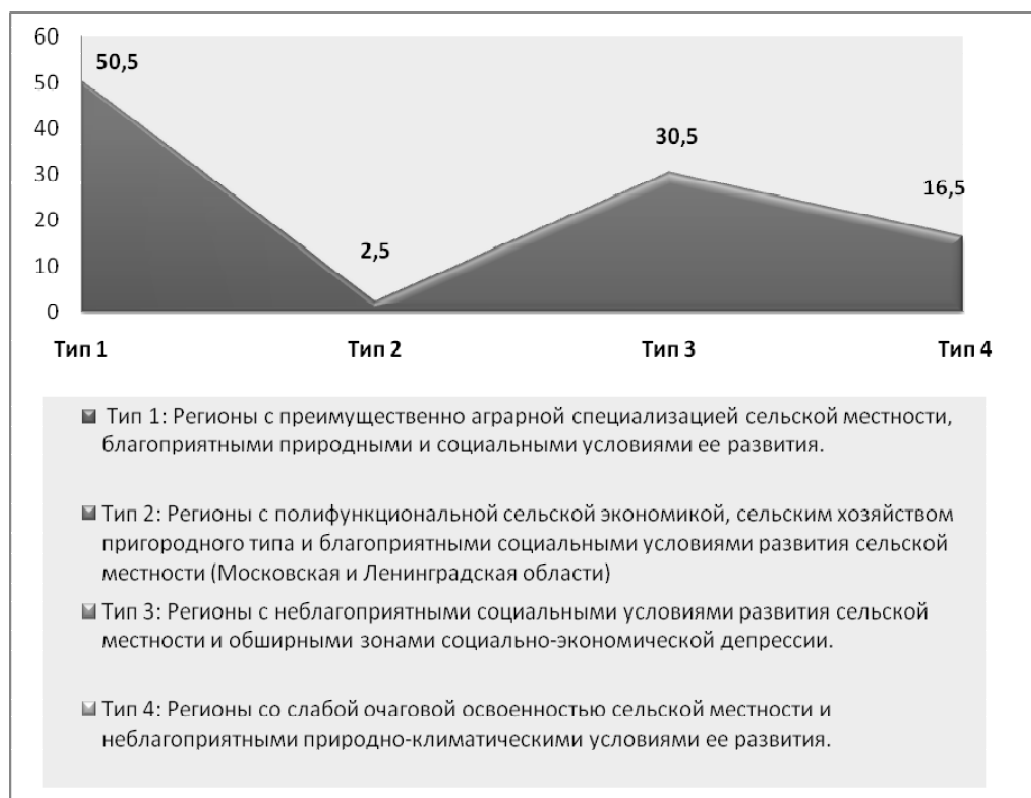 60
50,5
50
40
30,5
30
16,5
20
2,5
10
0
Тип 1 Тип 2 Тип 3 Тип 4
Тип 1: Регионы с преимущественно аграрной специализацией сельской местности,
благоприятными природными и социальными условиями ее развития.
Тип 2: Регионы с полифункциональной сельской экономикой, сельским хозяйством
пригородного типа и благоприятными социальными условиями развития сельской
местности (Московская и Ленинградская области)
Тип 3: Регионы с неблагоприятными социальными условиями развития сельской
местности и обширными зонами социально-экономической депрессии.
Тип 4: Регионы со слабой очаговой освоенностью сельской местности и
неблагоприятными природно-климатическими условиями ее развития.